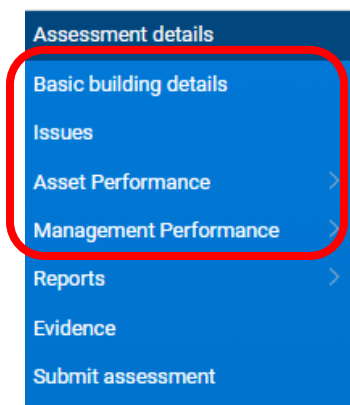 Assessment details
Basic building details
Issues
Asset Performance
Management Performance
Reports
Evidence
Submit assessment